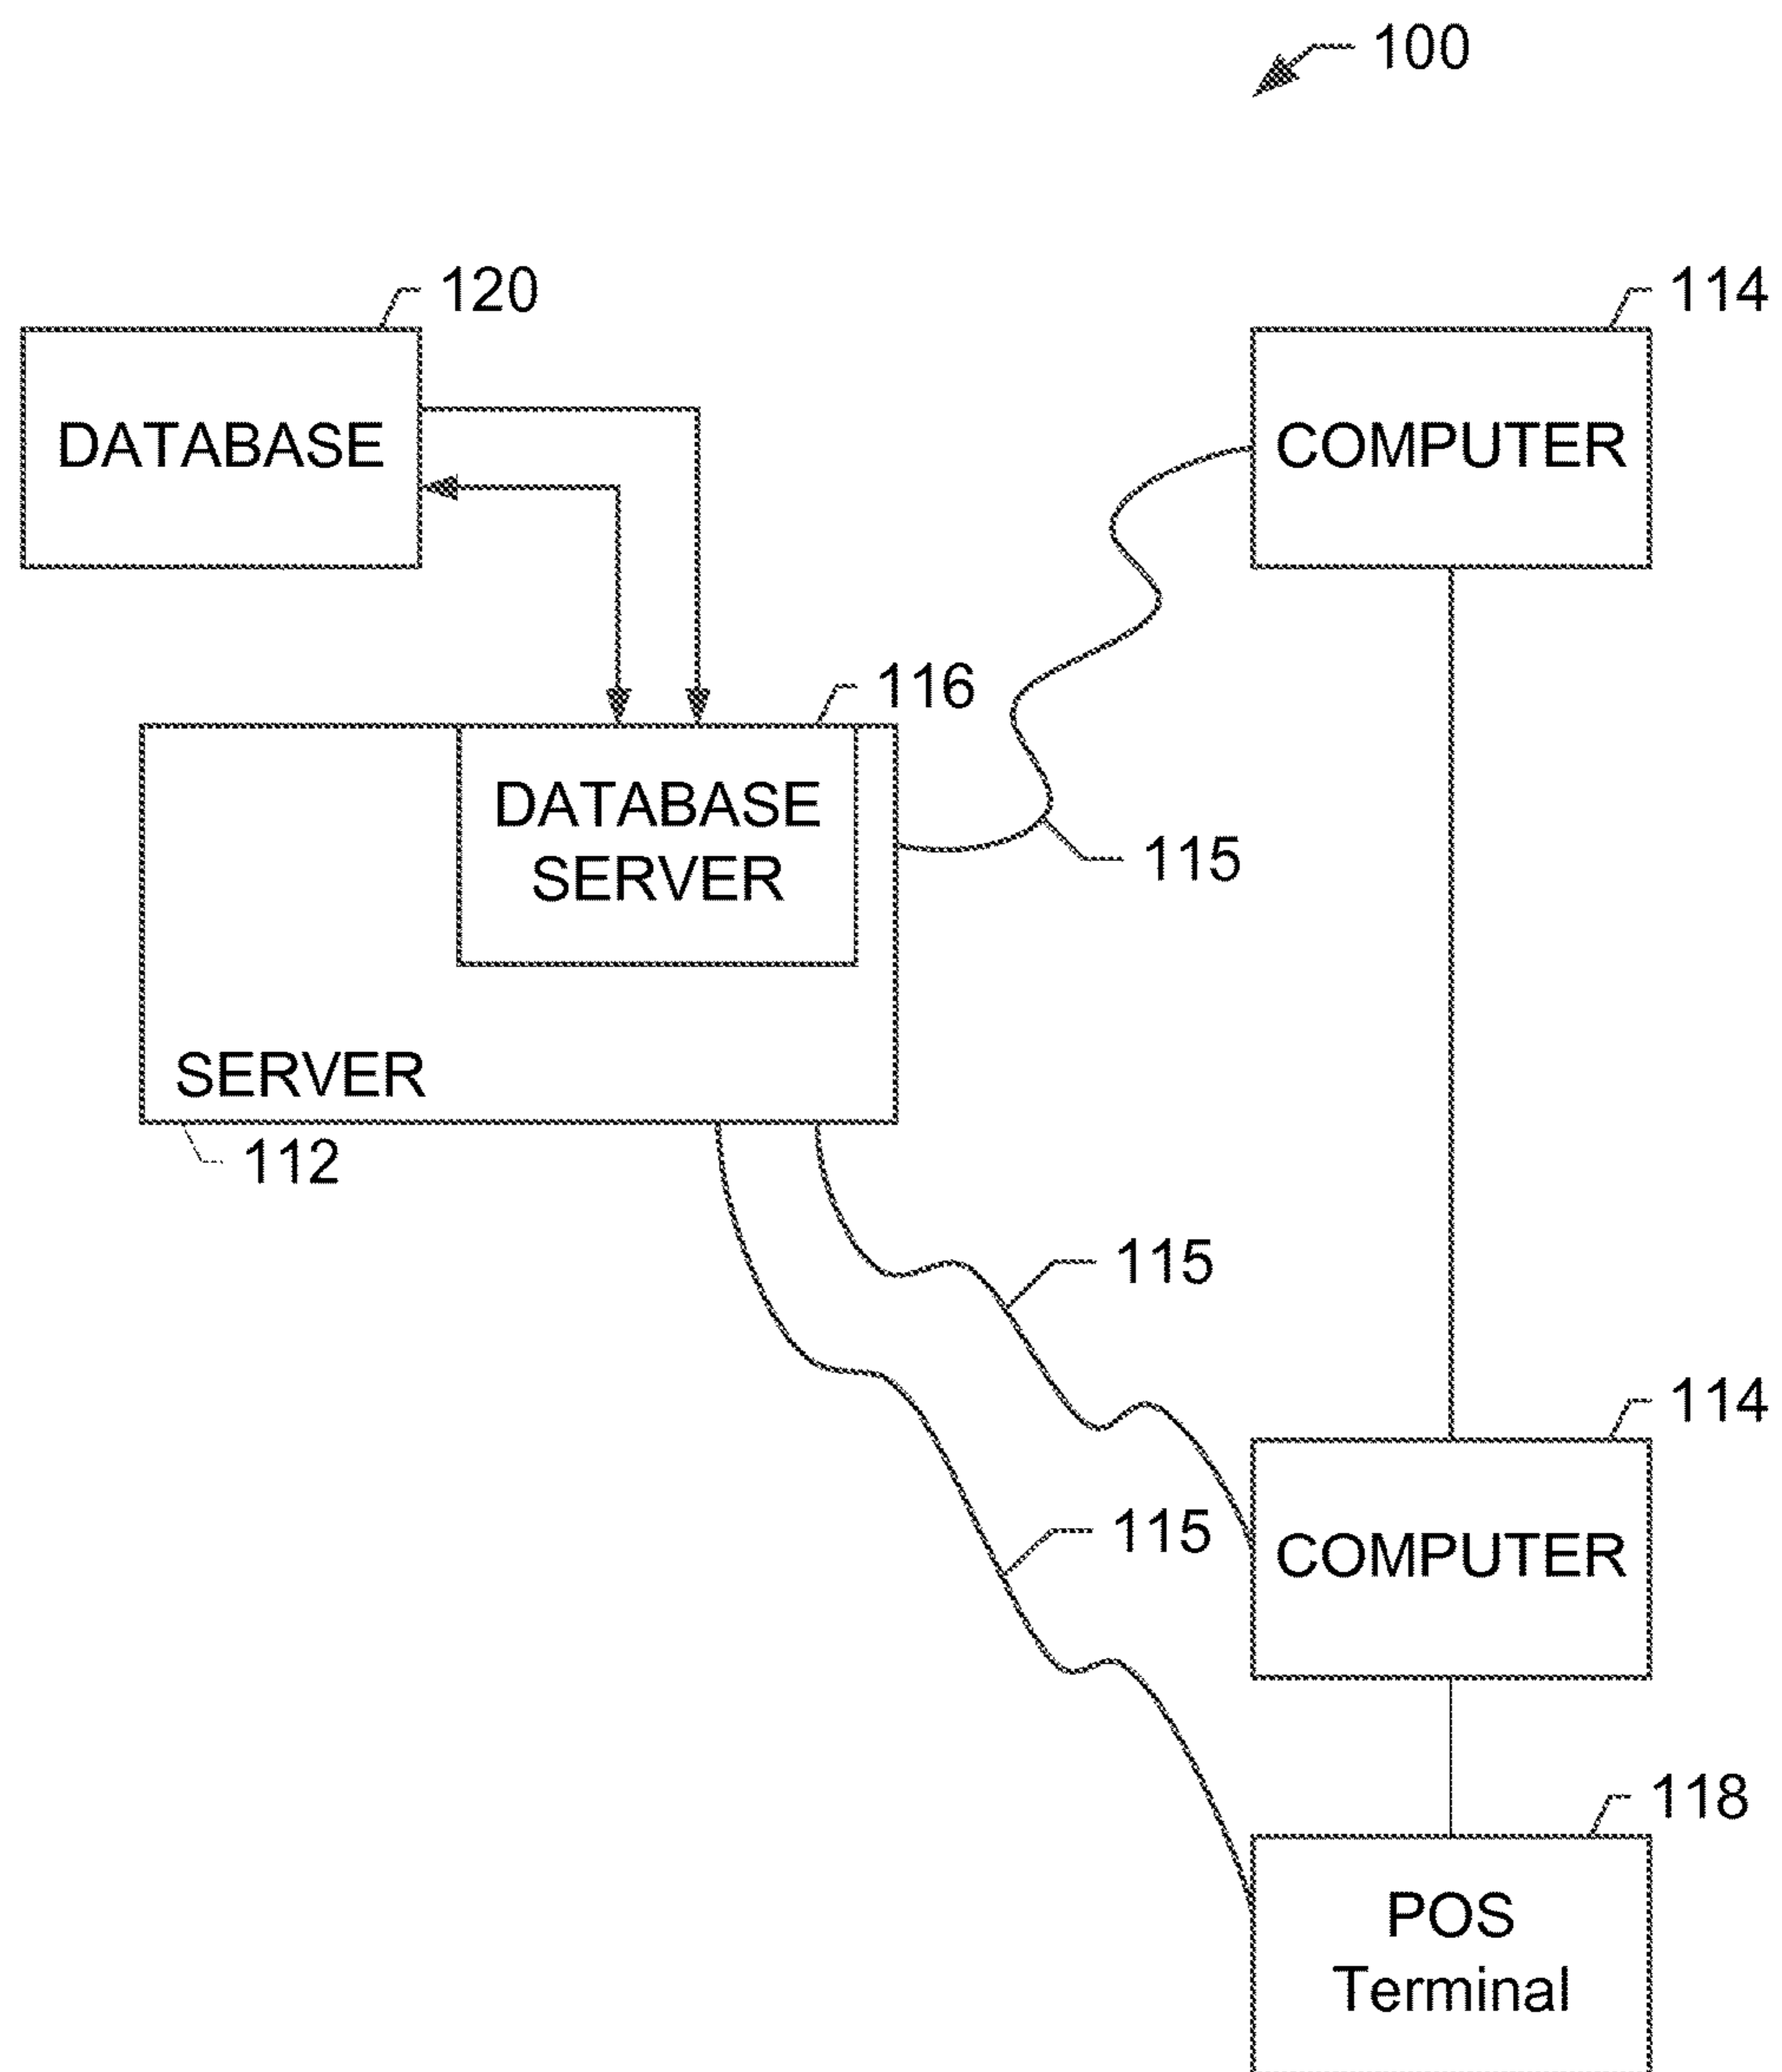 100
120
114
DATABASE
COMPUTER
116
DATABASE
SERVER
115
SERVER
112
115
114
115
COMPUTER
118
POS
Terminal